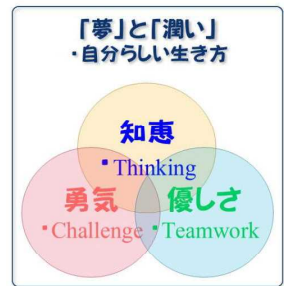 「夢」と「潤い」
・自分らしい生き方
知恵
・Thinking
勇気
・Challenge
優しさ
・Teamwork